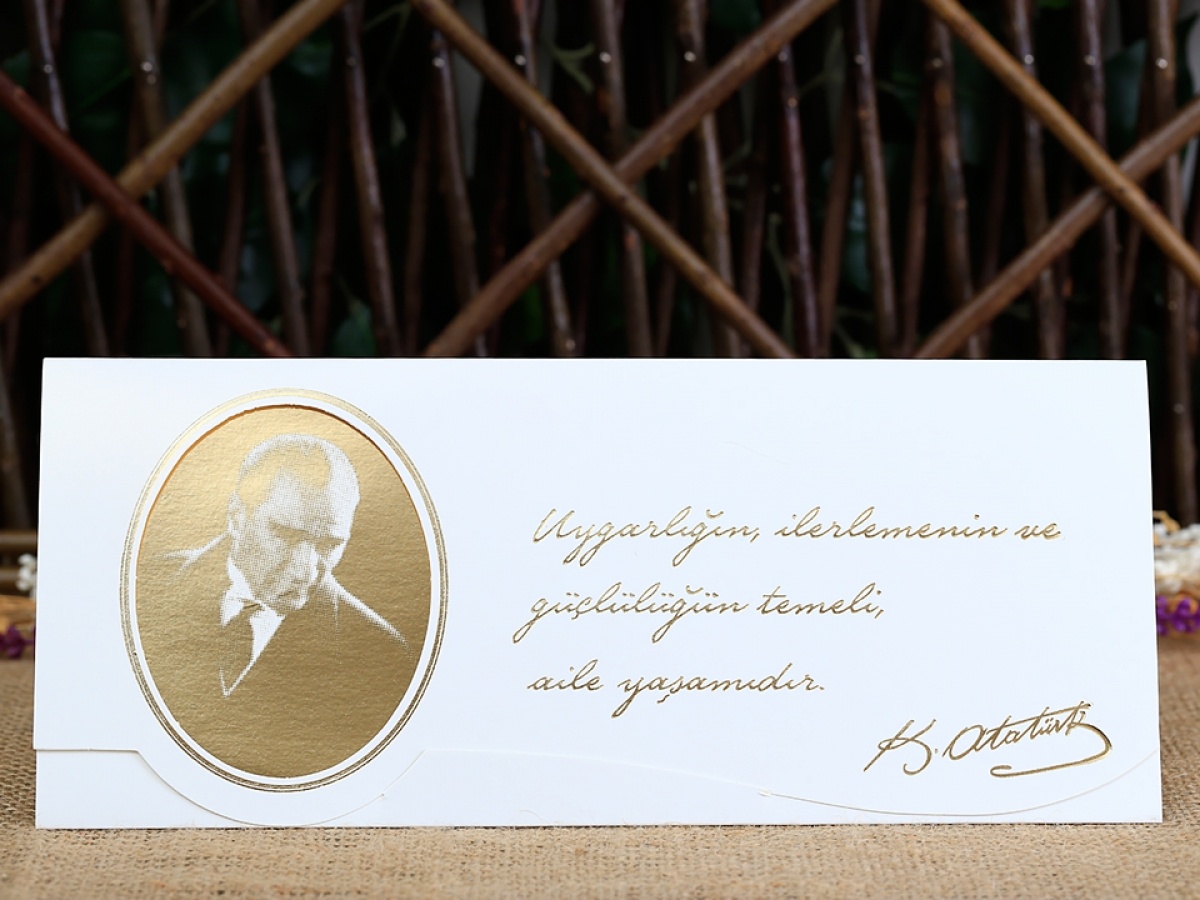 Uygarlığın, ilerlemenin ve
güçlülüğün temeli,
aile yaşamıdır.
K. Atatürk